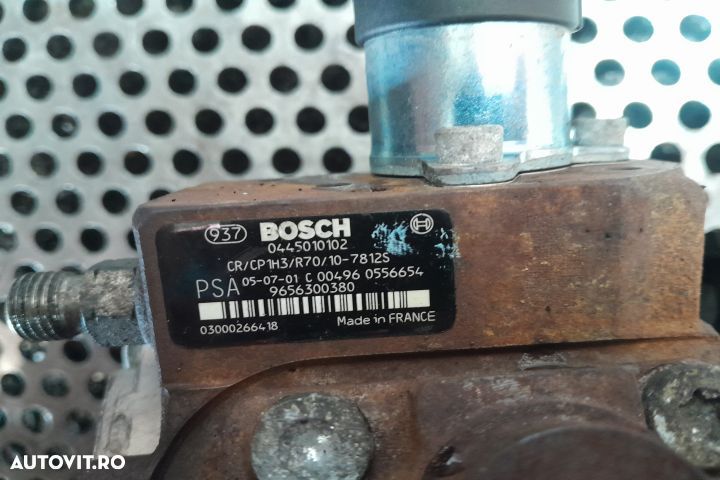 937 BOSCH
0445010102
CR/CP1H3/R70/10-7812S
PSA 05-07-01 C 00496 0556654
9656300380
03000266418 Made in FRANCE
AUTOVIT.RO